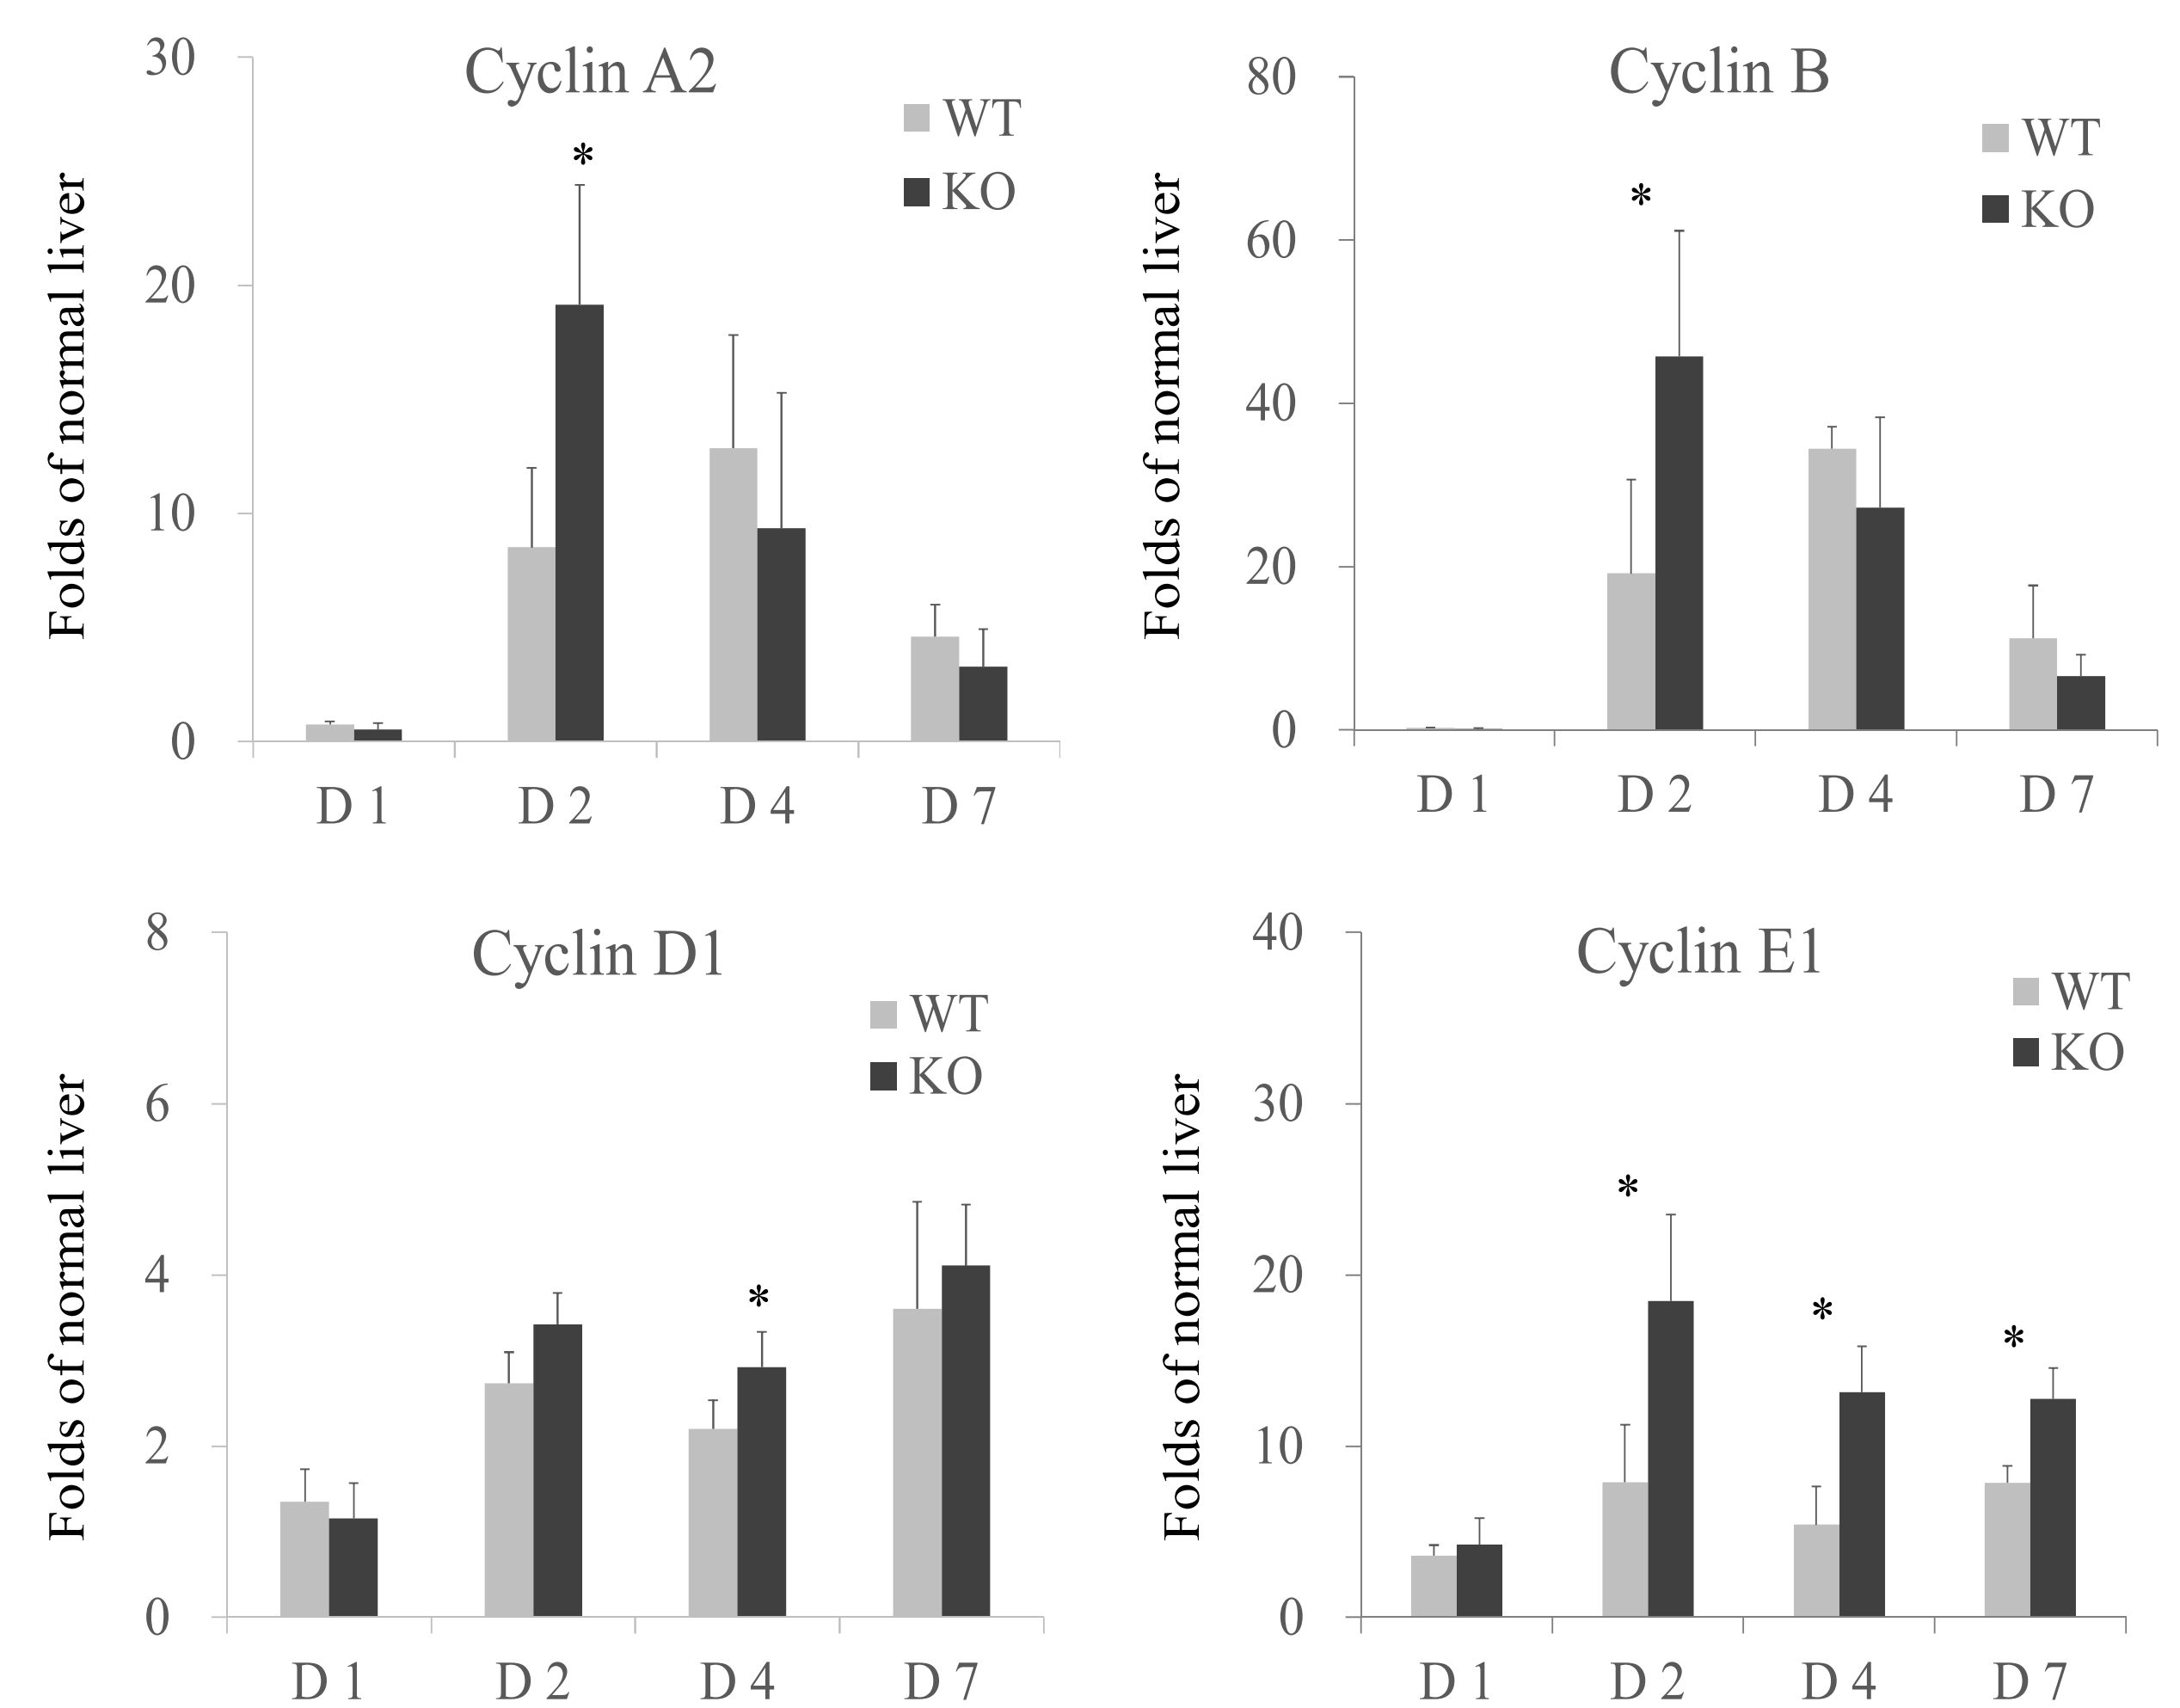 Cyclin A2
Folds of normal liver
30
20
10
0
WT
KO
*
D 1 D 2 D 4 D 7
Cyclin B
Folds of normal liver
80
60
40
20
0
WT
KO
*
D 1 D 2 D 4 D 7
Cyclin D1
Folds of normal liver
8
6
4
2
0
WT
KO
*
D 1 D 2 D 4 D 7
Cyclin E1
Folds of normal liver
40
30
20
10
0
WT
KO
* * *
D 1 D 2 D 4 D 7